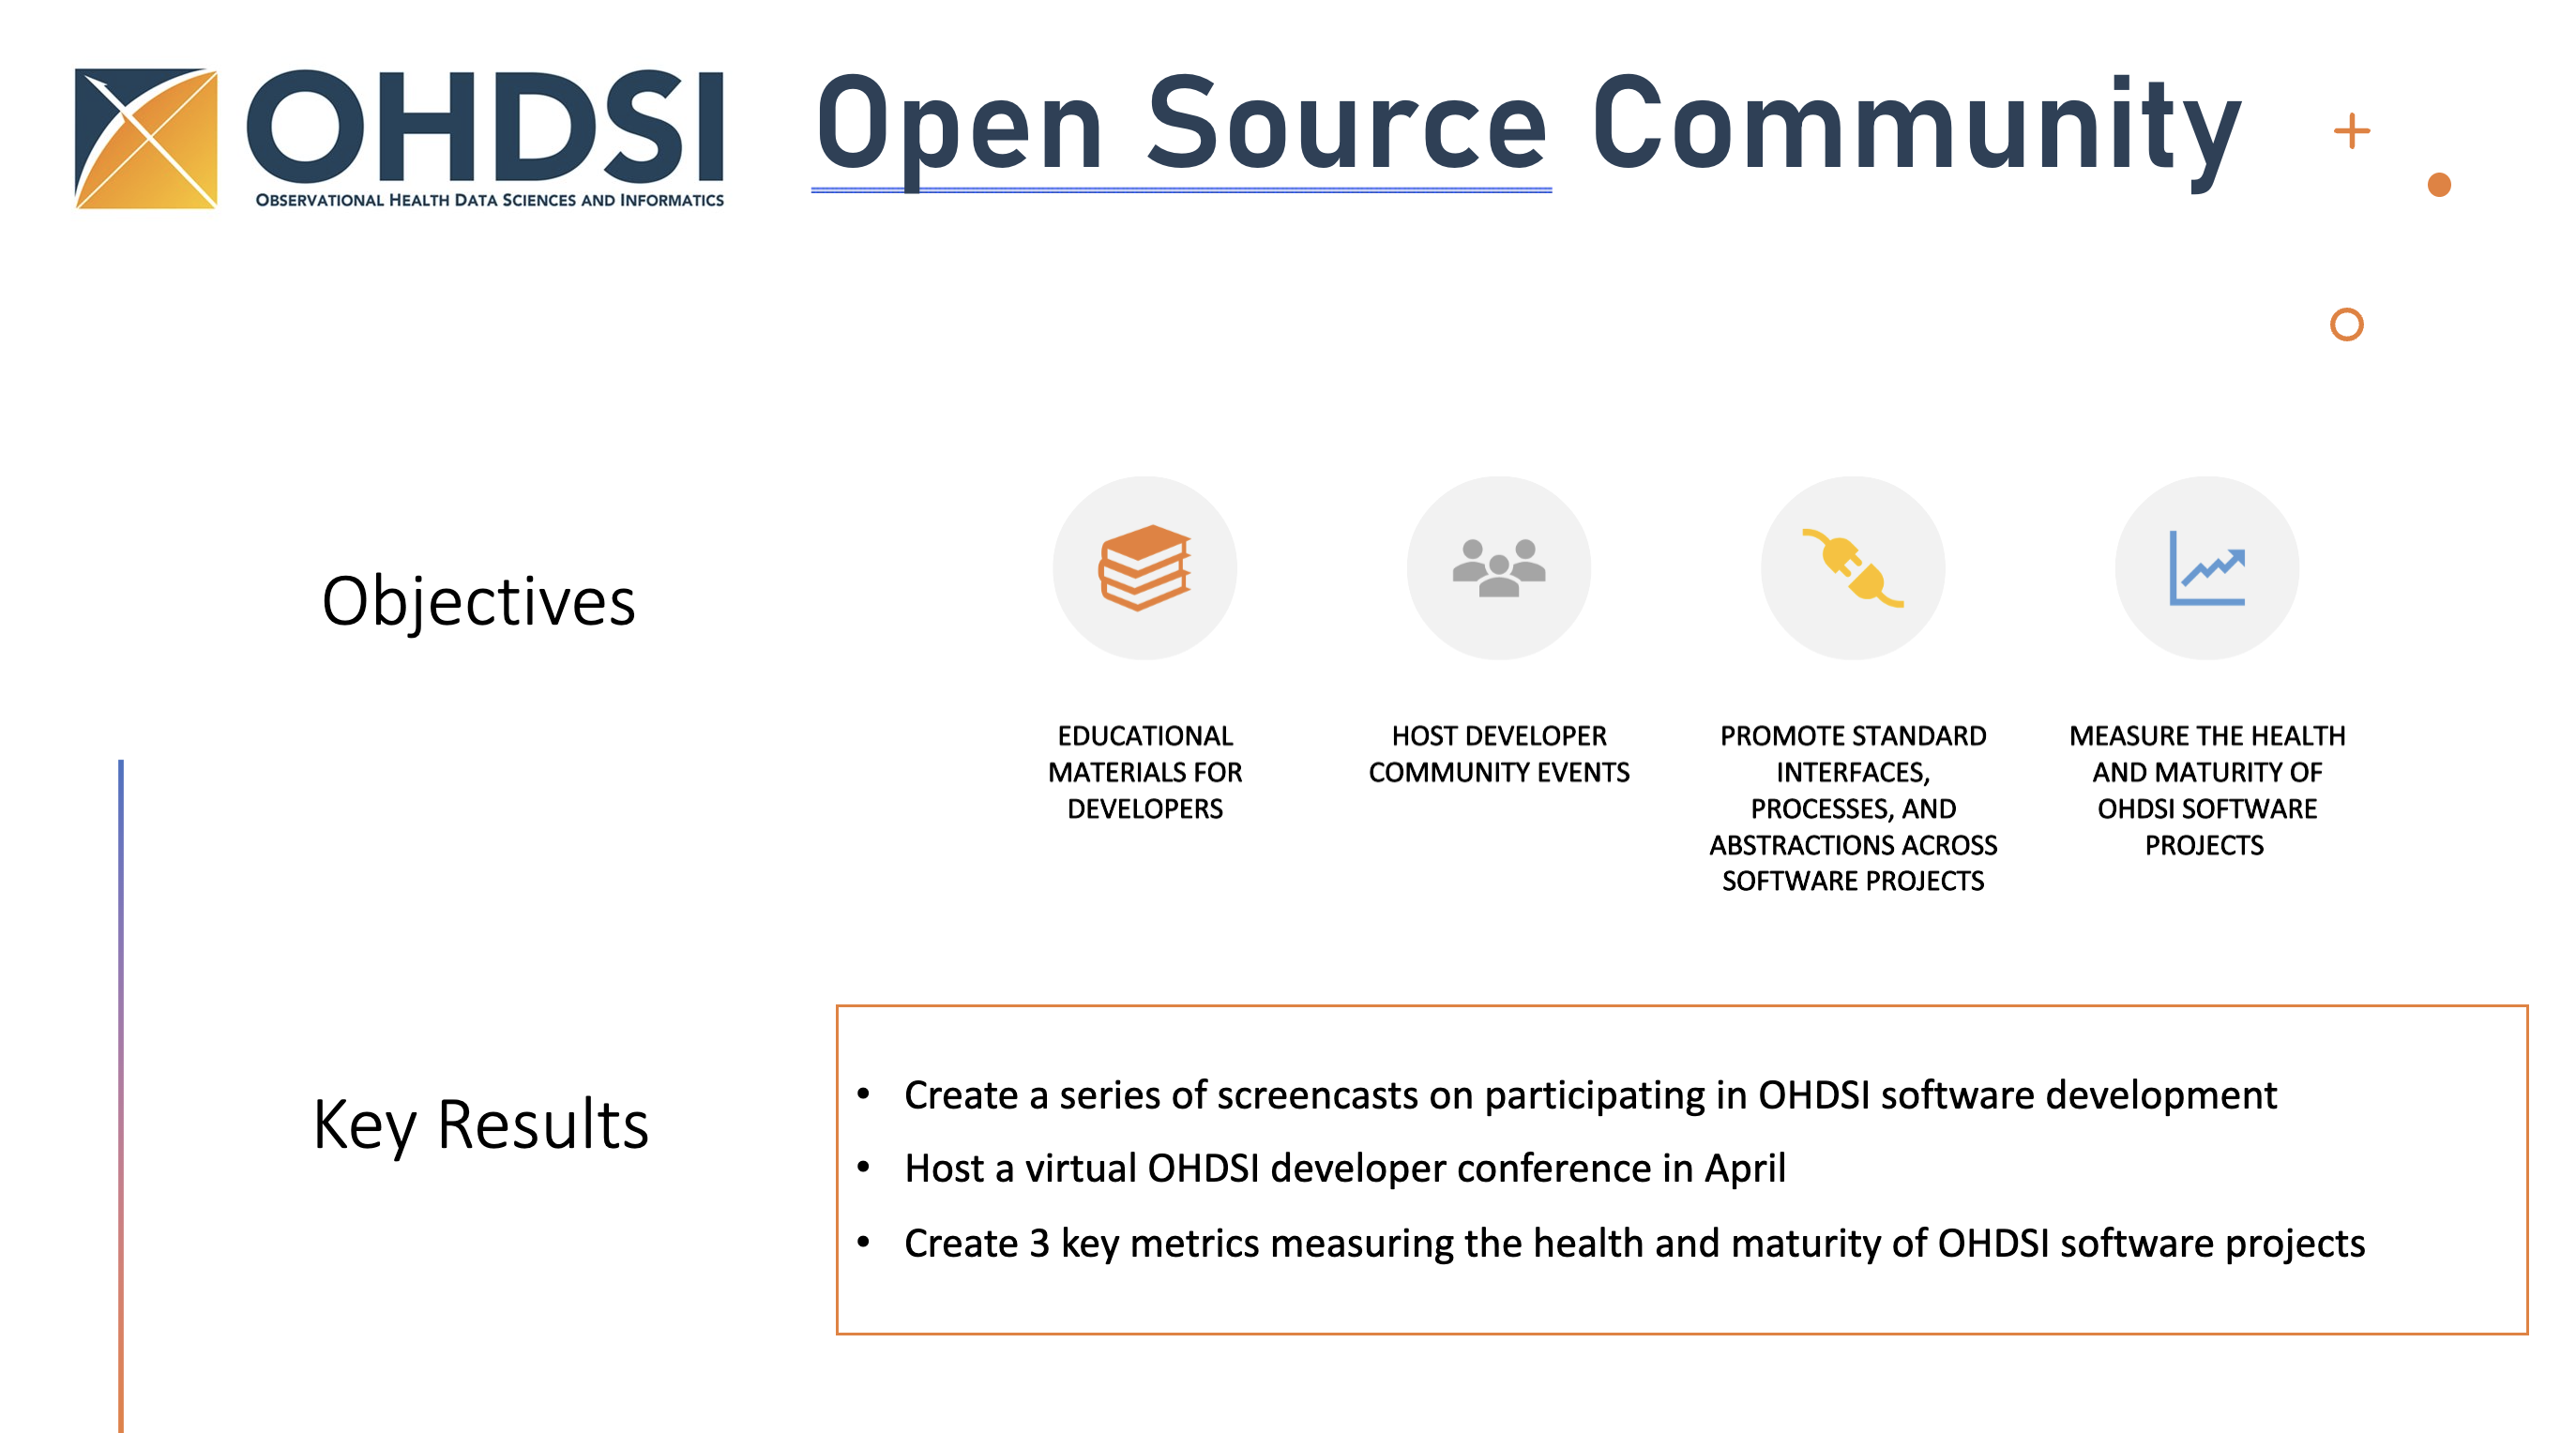 OHDSI
OBSERVATIONAL HEALTH DATA SCIENCES AND INFORMATICS
Open Source Community
Objectives
EDUCATIONAL
MATERIALS FOR
DEVELOPERS
HOST DEVELOPER
COMMUNITY EVENTS
PROMOTE STANDARD
INTERFACES,
PROCESSES, AND
ABSTRACTIONS ACROSS
SOFTWARE PROJECTS
MEASURE THE HEALTH
AND MATURITY OF
OHDSI SOFTWARE
PROJECTS
Key Results
• Create a series of screencasts on participating in OHDSI software development
• Host a virtual OHDSI developer conference in April
• Create 3 key metrics measuring the health and maturity of OHDSI software projects